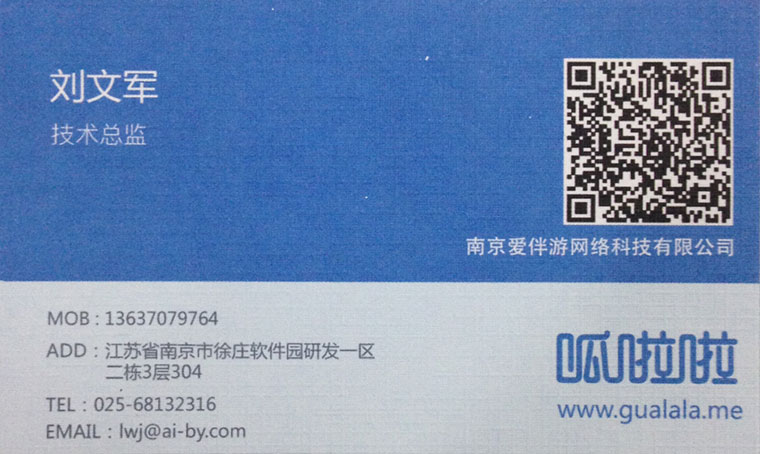 刘文军
技术总监
南京爱伴游网络科技有限公司
MOB : 13637079764
ADD : 江苏省南京市徐庄软件园研发一区
二栋3层304
TEL : 025-68132316
EMAIL : lwj@ai-by.com
呱啦啦
www.gualala.me